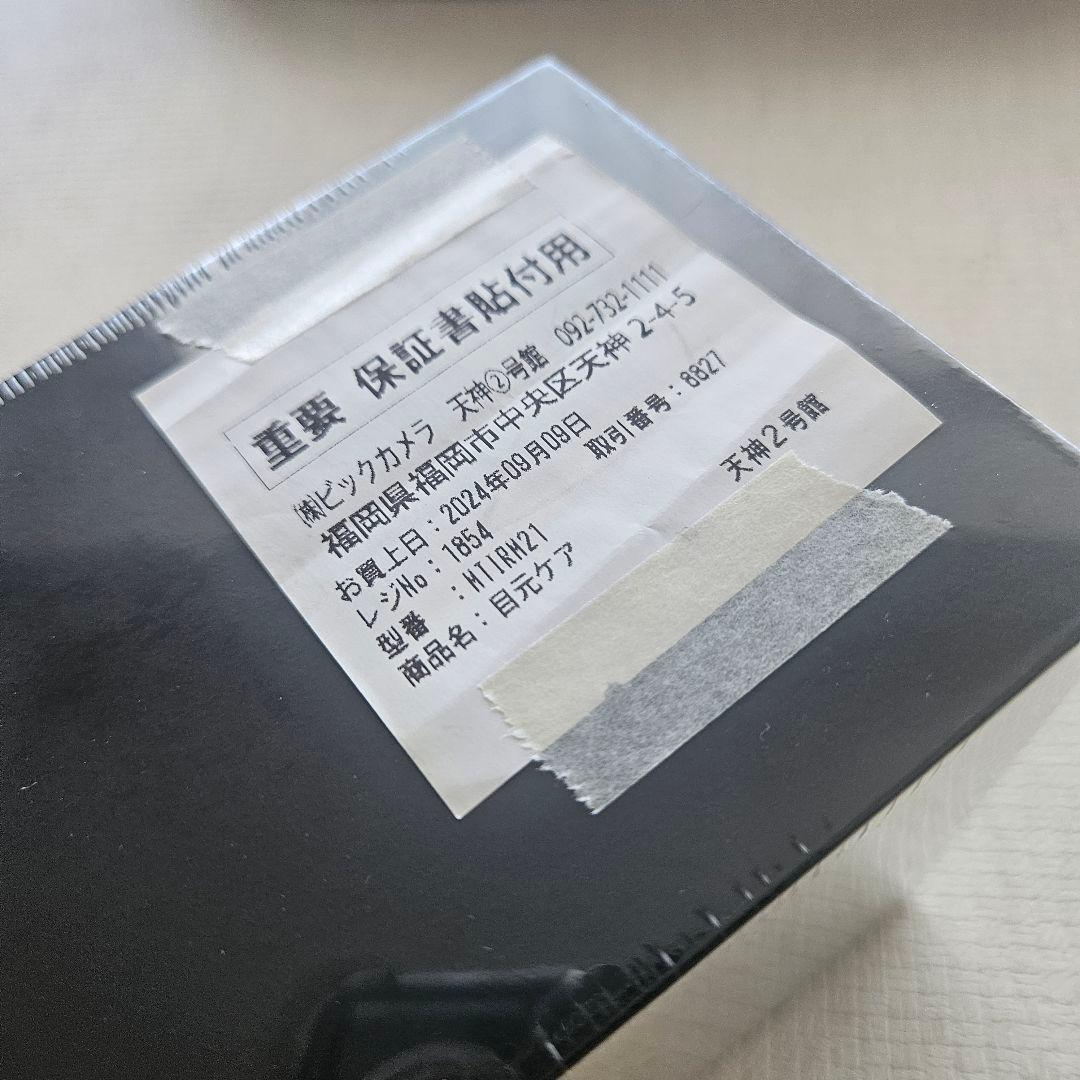 重要 保証書貼付用
(株)ビックカメラ 天神②号館 092-732-1111
福岡県福岡市中央区天神 2-4-5
お買上日:2024年09月09日 取引番号:8827
レジNo:1854
型番 :MTIRM21 天神2号館
商品名:目元ケア